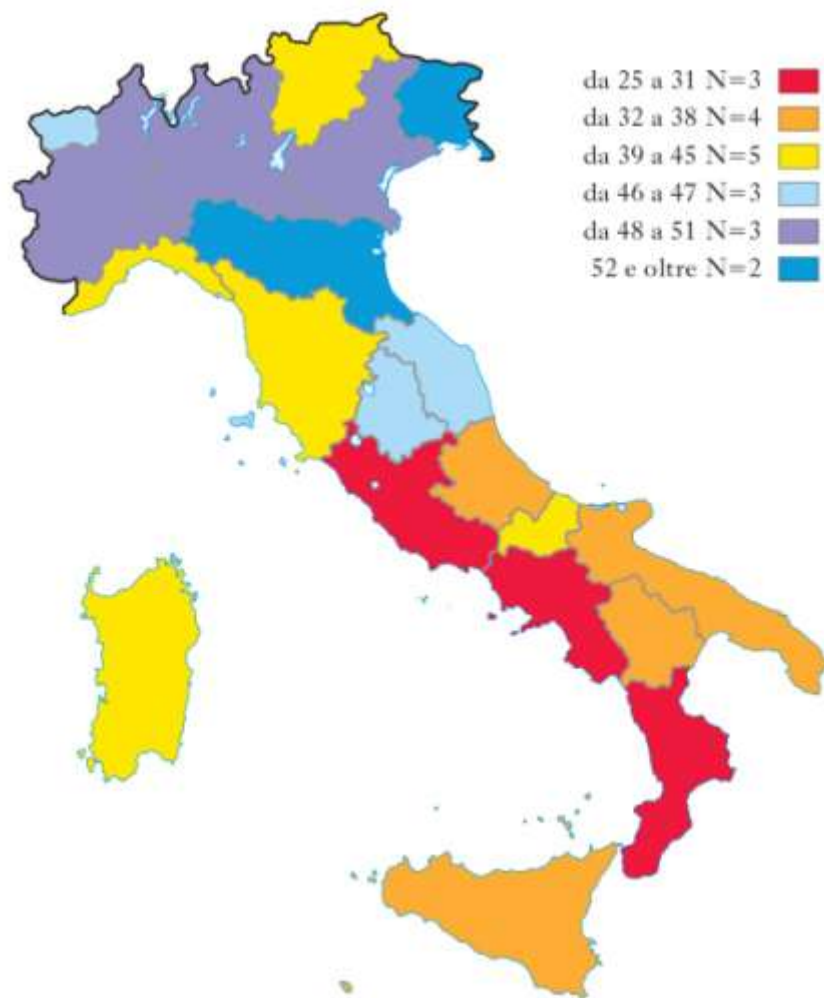 da 25 a 31 N=3
da 32 a 38 N=4
da 39 a 45 N=5
da 46 a 47 N=3
da 48 a 51 N=3
52 e oltre N=2